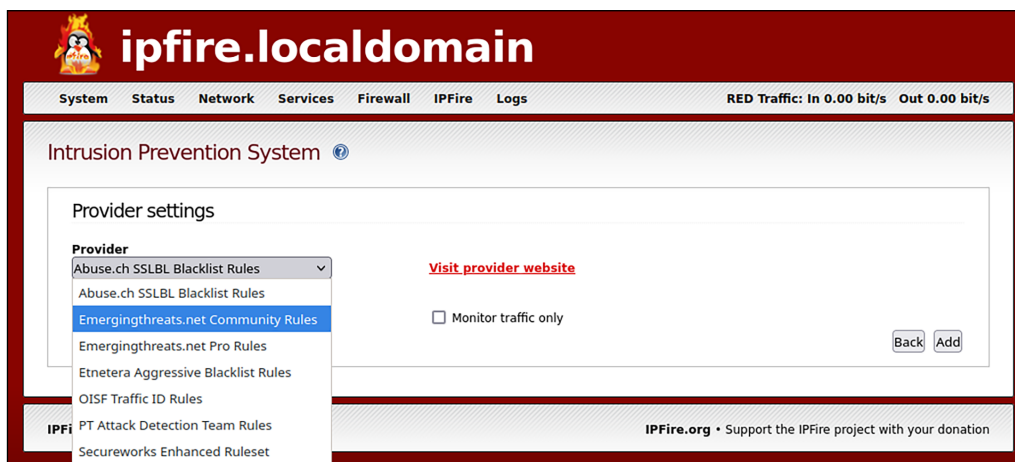 ipfire.localdomain
System Status Network Services Firewall IPFire Logs RED Traffic: In 0.00 bit/s Out 0.00 bit/s
Intrusion Prevention System
Provider settings
Provider
Abuse.ch SSLBL Blacklist Rules Visit provider website
Abuse.ch SSLBL Blacklist Rules
Emergingthreats.net Community Rules Monitor traffic only
Emergingthreats.net Pro Rules Back Add
Etnetera Aggressive Blacklist Rules
OISF Traffic ID Rules
PT Attack Detection Team Rules IPFire.org • Support the IPFire project with your donation
Secureworks Enhanced Ruleset